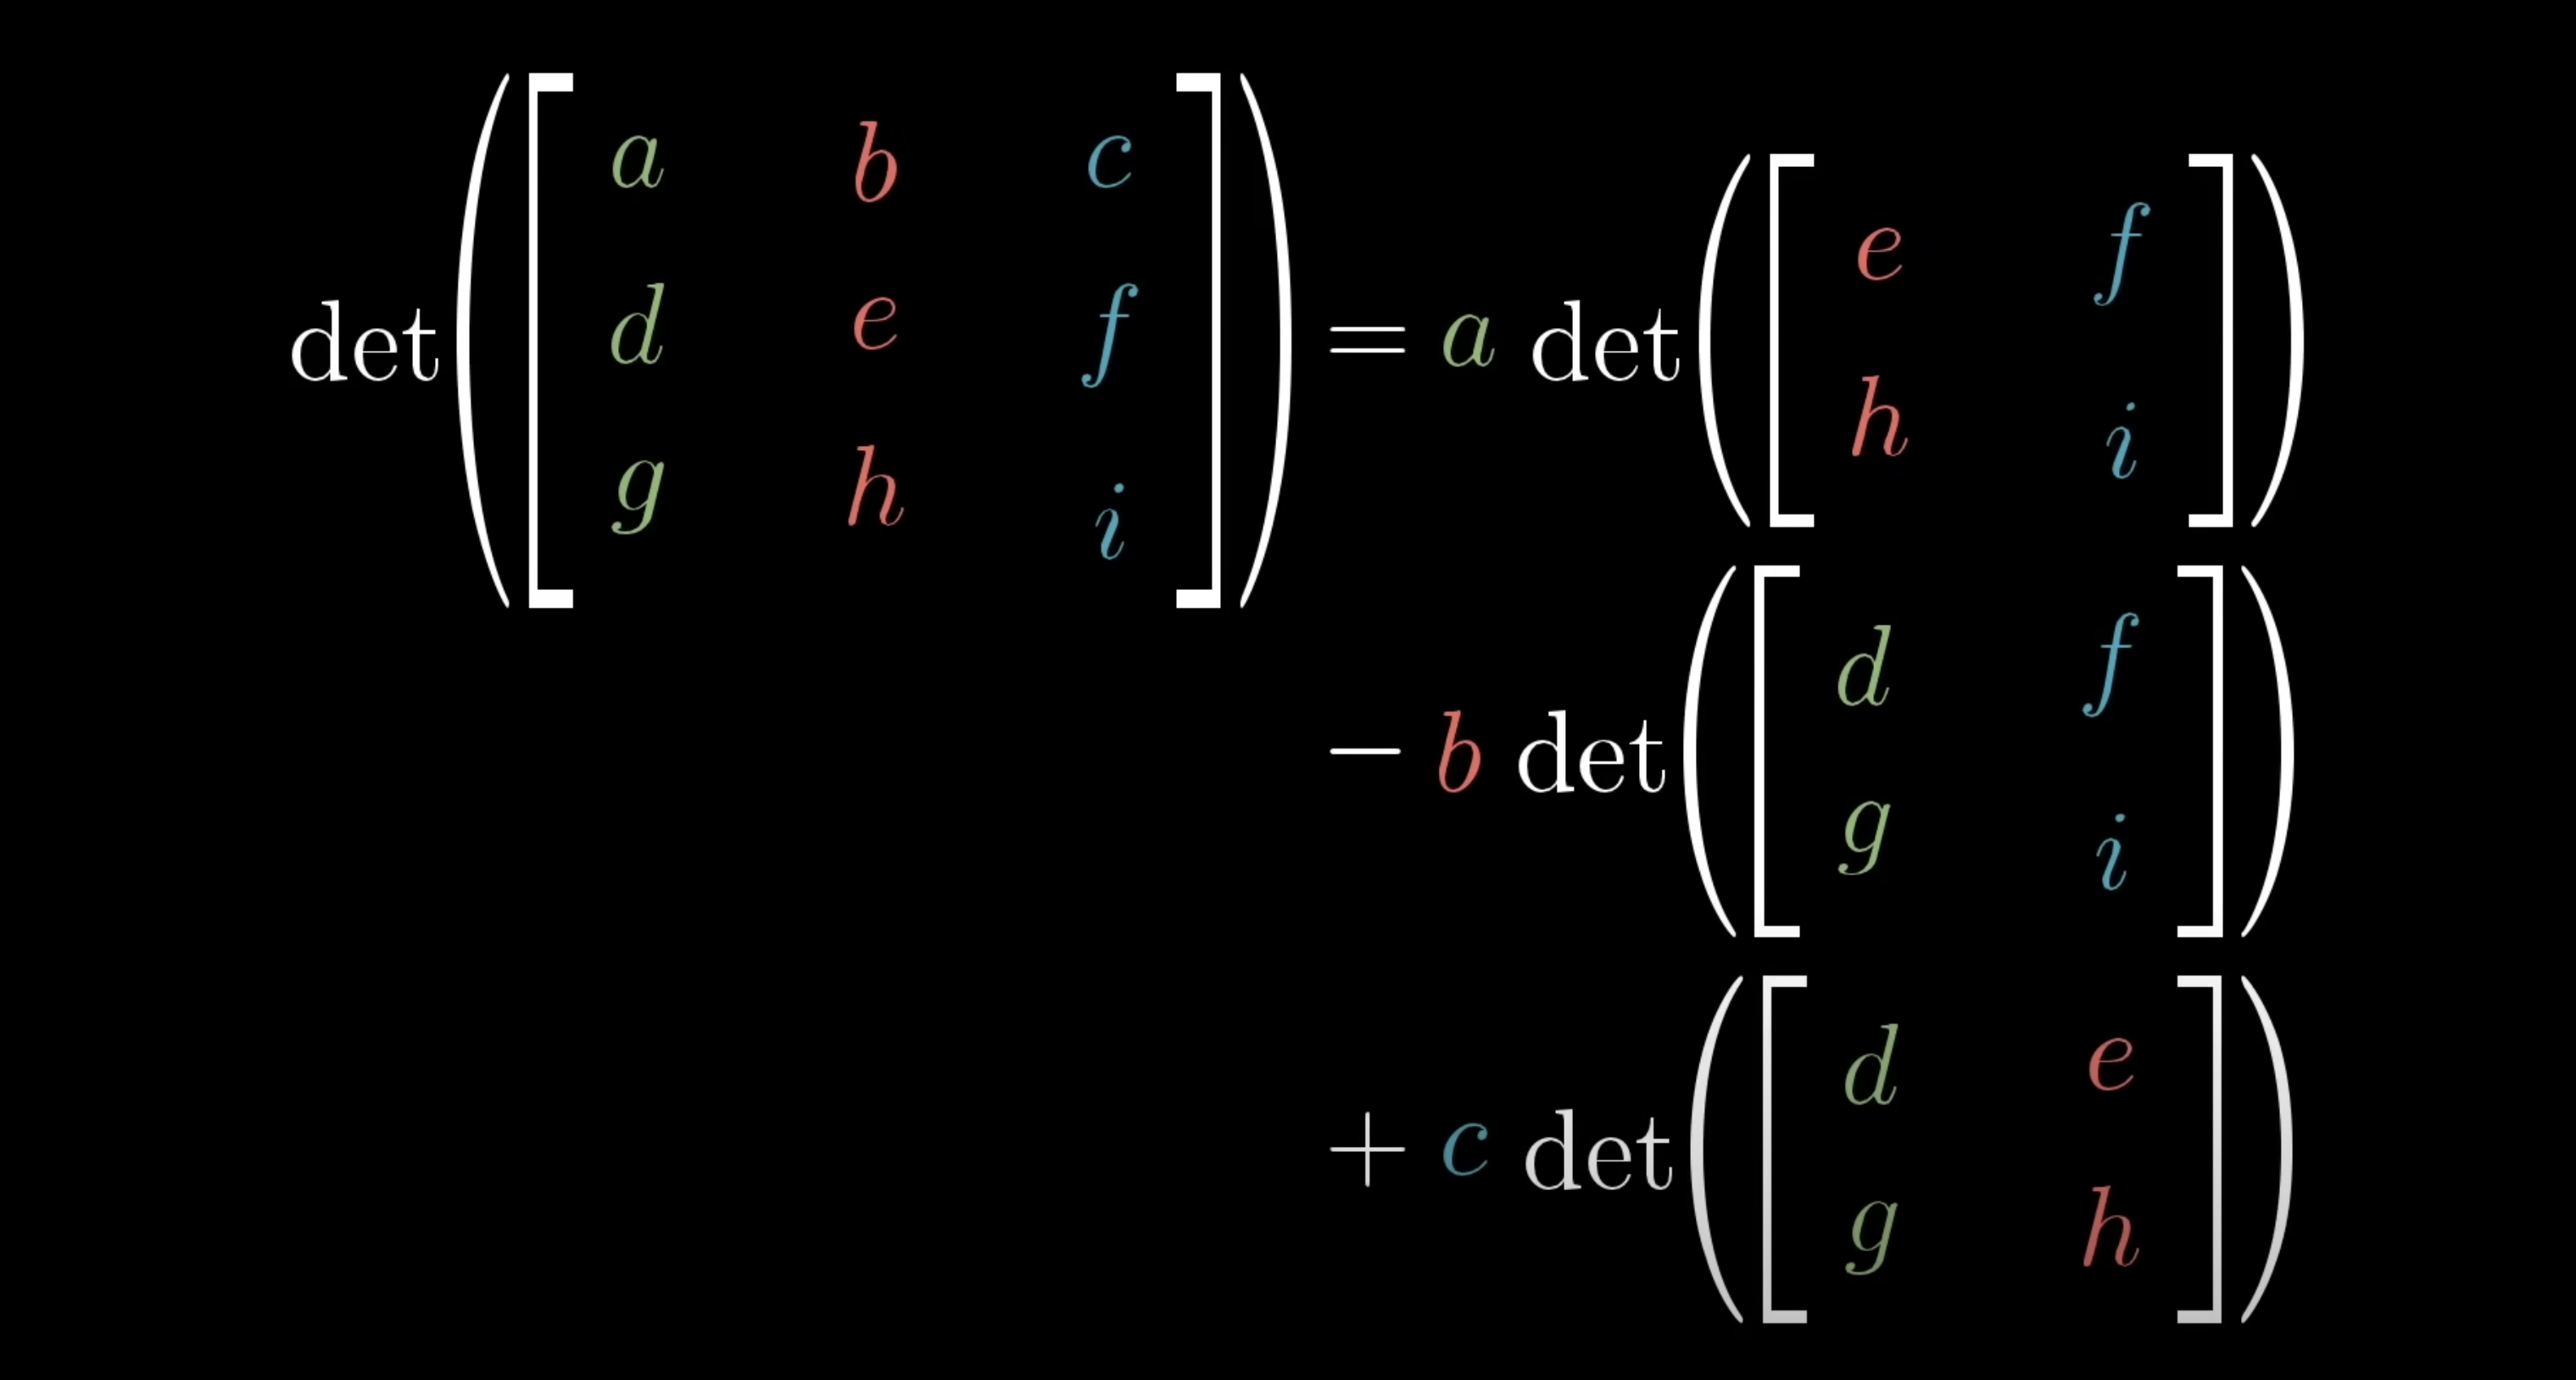 det([a b c
d e f
g h i]) = a det([e f
h i])
− b det([d f
g i])
+ c det([d e
g h])